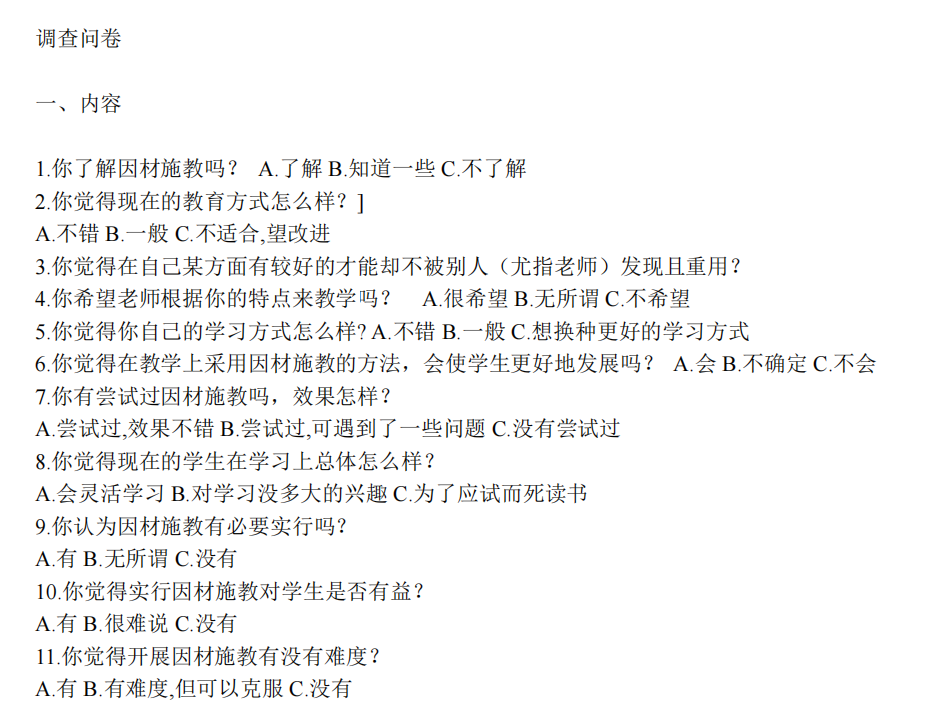 调查问卷
一、内容
1.你了解因材施教吗？ A.了解 B.知道一些 C.不了解
2.你觉得现在的教育方式怎么样？]
A.不错 B.一般 C.不适合,望改进
3.你觉得在自己某方面有较好的才能却不被别人（尤指老师）发现且重用？
4.你希望老师根据你的特点来教学吗？ A.很希望 B.无所谓 C.不希望
5.你觉得你自己的学习方式怎么样? A.不错 B.一般 C.想换种更好的学习方式
6.你觉得在教学上采用因材施教的方法，会使学生更好地发展吗？ A.会 B.不确定 C.不会
7.你有尝试过因材施教吗，效果怎样？
A.尝试过,效果不错 B.尝试过,可遇到了一些问题 C.没有尝试过
8.你觉得现在的学生在学习上总体怎么样？
A.会灵活学习 B.对学习没多大的兴趣 C.为了应试而死读书
9.你认为因材施教有必要实行吗？
A.有 B.无所谓 C.没有
10.你觉得实行因材施教对学生是否有益？
A.有 B.很难说 C.没有
11.你觉得开展因材施教有没有难度？
A.有 B.有难度,但可以克服 C.没有